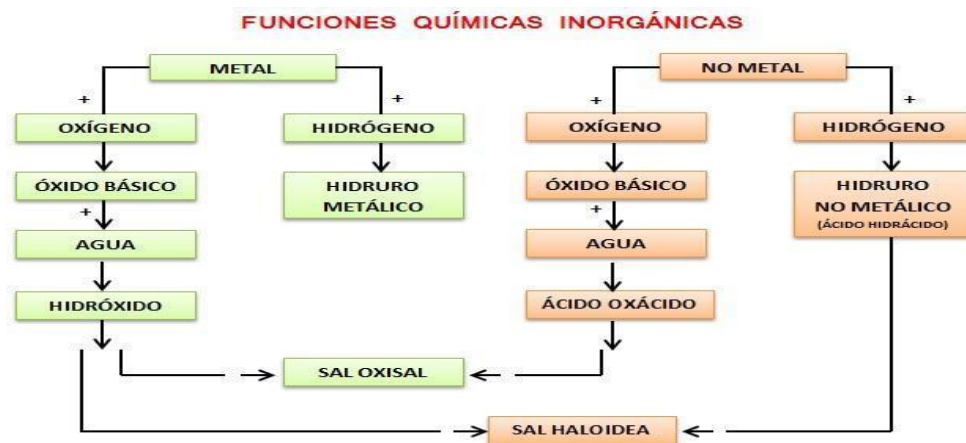 FUNCIONES QUÍMICAS INORGÁNICAS
METAL
NO METAL
+
+
+
+
OXÍGENO
HIDRÓGENO
OXÍGENO
HIDRÓGENO
ÓXIDO BÁSICO
HIDRURO
METÁLICO
ÓXIDO BÁSICO
HIDRURO
NO METÁLICO
(ÁCIDO HIDRÁCIDO)
+
+
AGUA
AGUA
HIDRÓXIDO
ÁCIDO OXÁCIDO
SAL OXISAL
SAL HALOIDEA